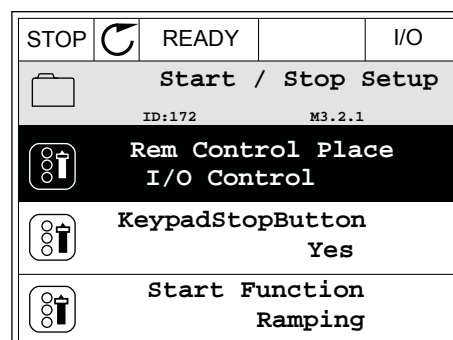 STOP READY I/O
Start / Stop Setup
ID:172 M3.2.1
Rem Control Place
I/O Control
KeypadStopButton
Yes
Start Function
Ramping